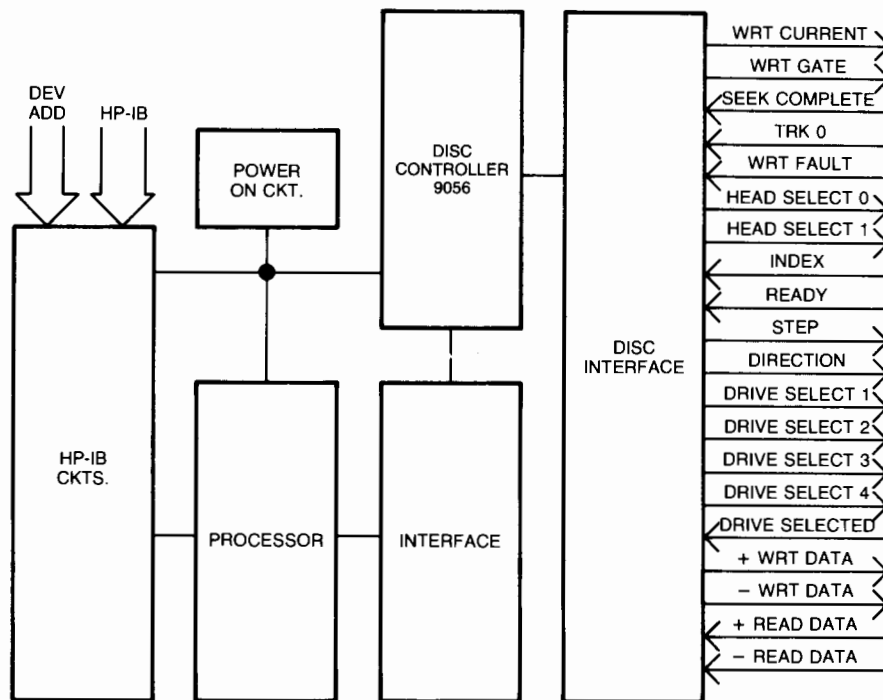 DEV
ADD
HP-IB
POWER
ON CKT.
DISC
CONTROLLER
9056
HP-IB
CKTS.
PROCESSOR
INTERFACE
DISC
INTERFACE
WRT CURRENT
WRT GATE
SEEK COMPLETE
TRK 0
WRT FAULT
HEAD SELECT 0
HEAD SELECT 1
INDEX
READY
STEP
DIRECTION
DRIVE SELECT 1
DRIVE SELECT 2
DRIVE SELECT 3
DRIVE SELECT 4
DRIVE SELECTED
+ WRT DATA
− WRT DATA
+ READ DATA
− READ DATA